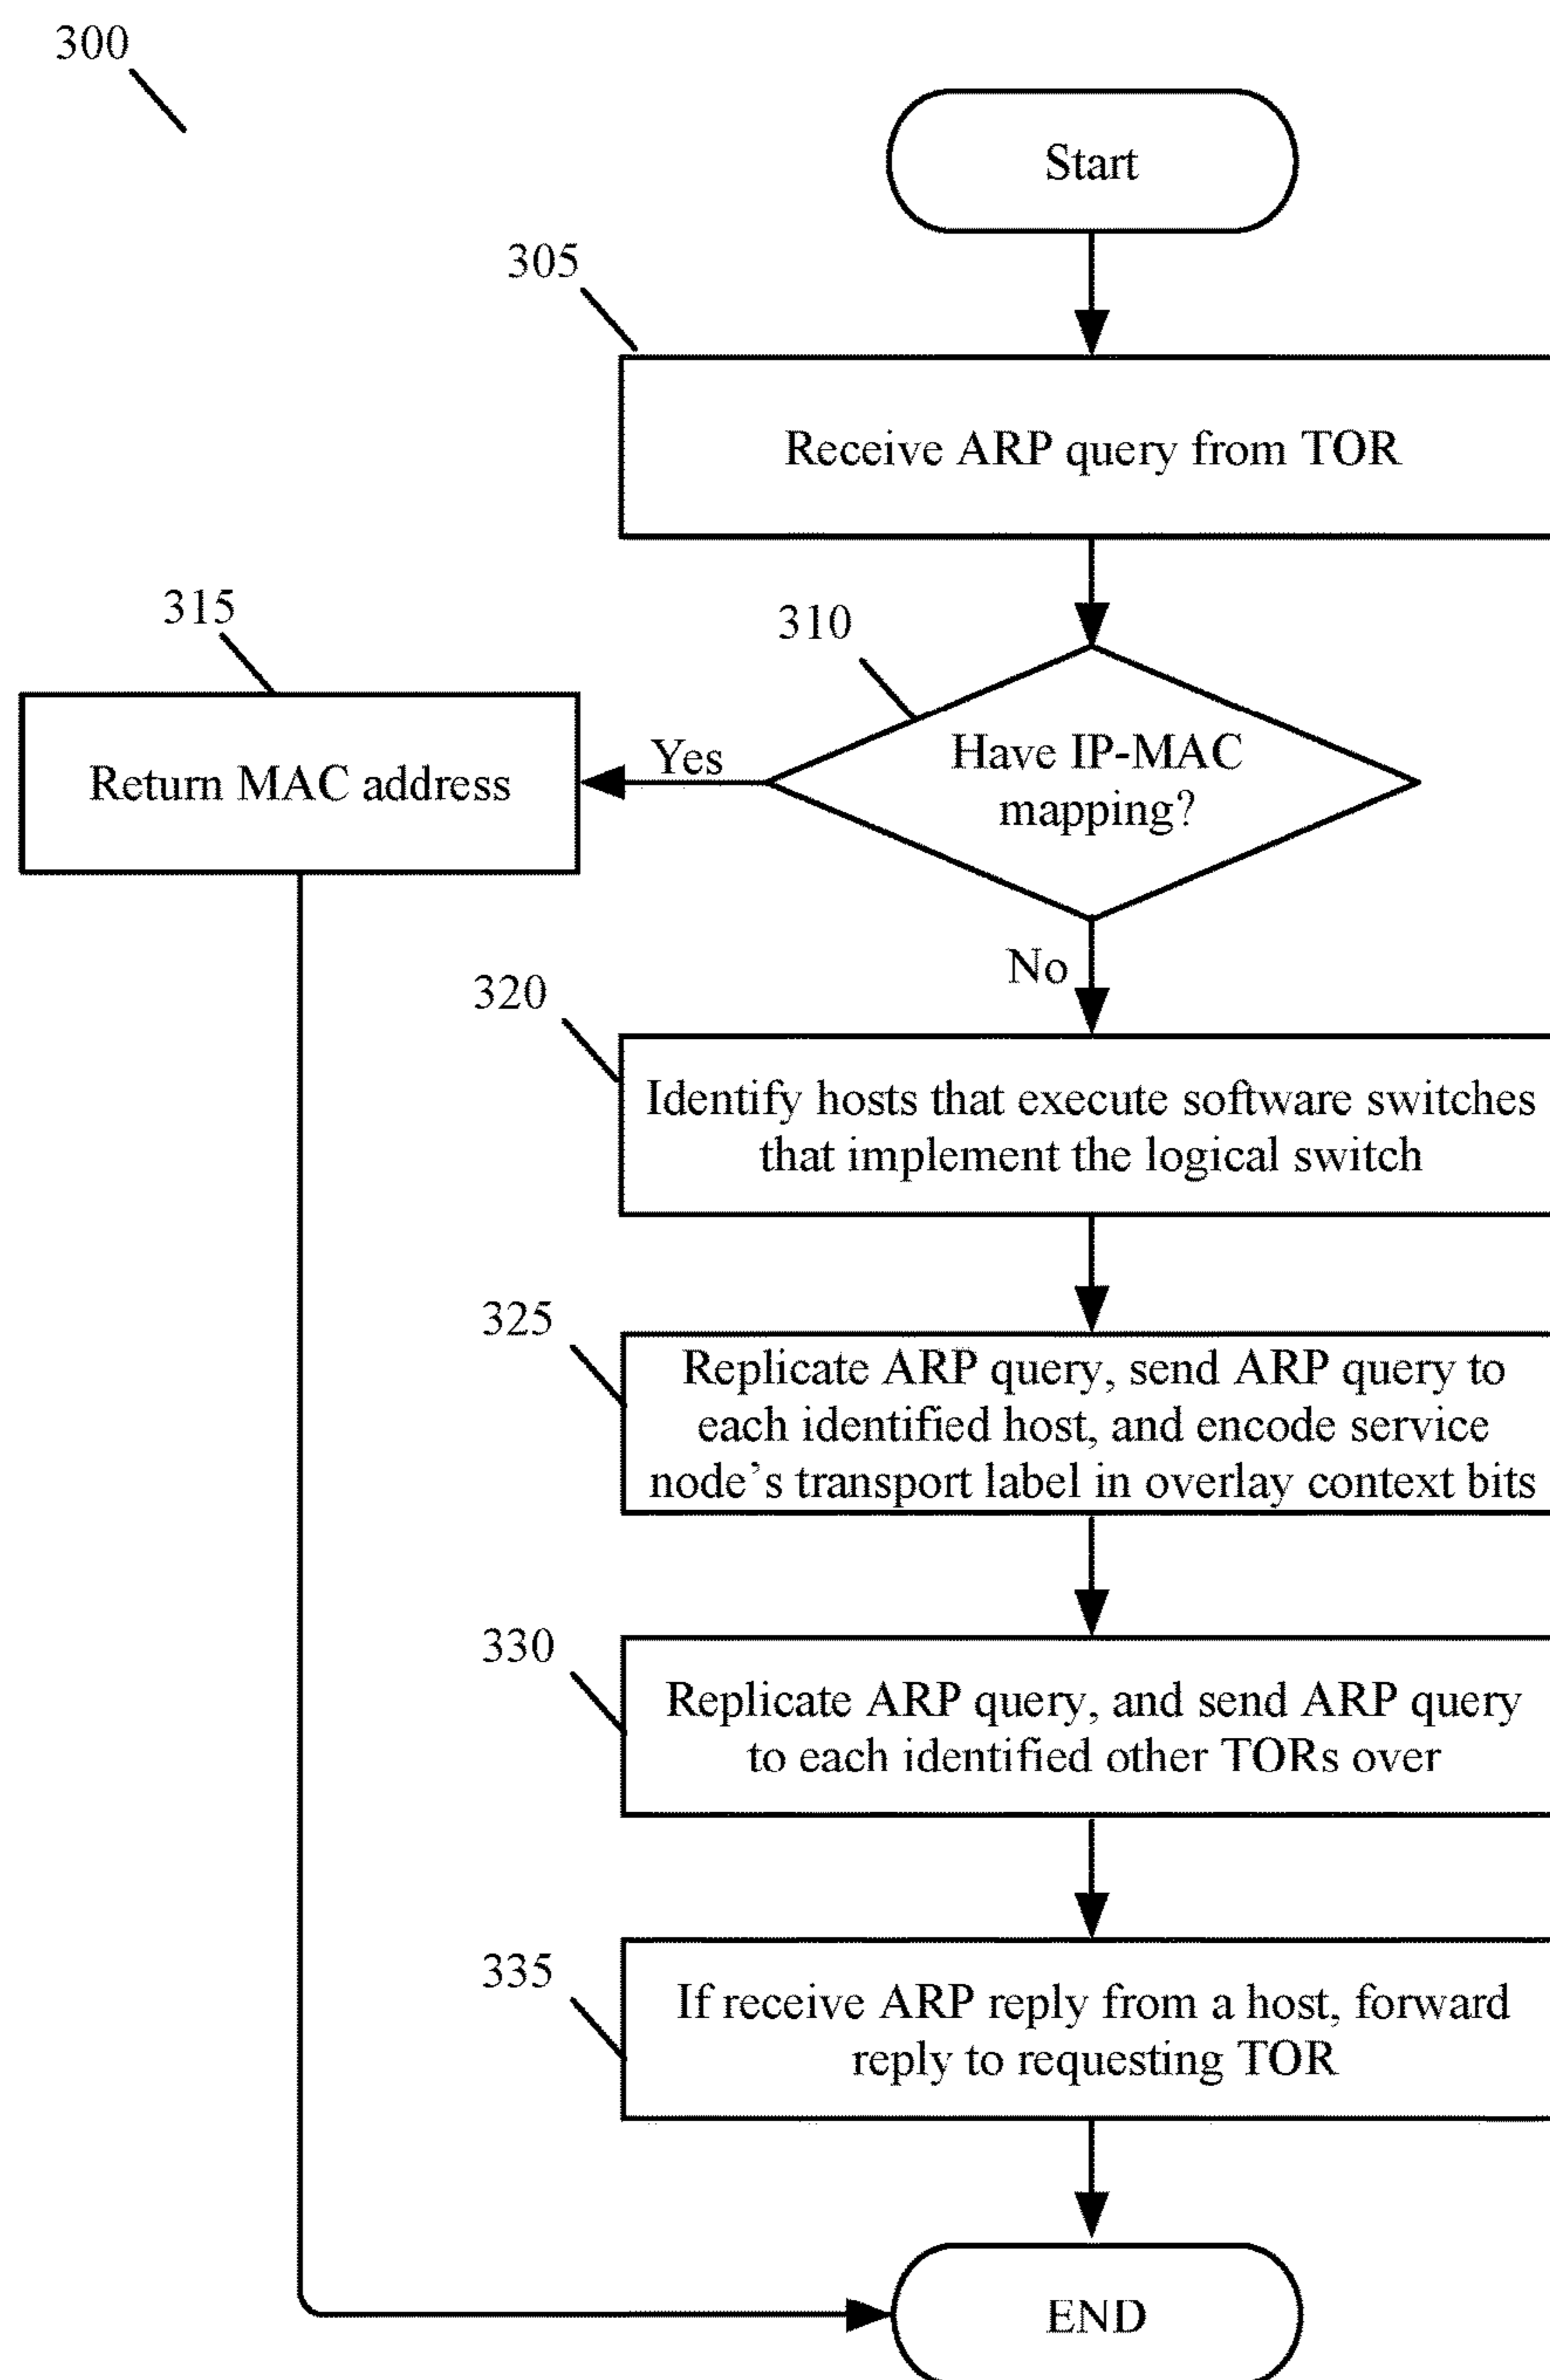 300
Start
305
Receive ARP query from TOR
315
310
Return MAC address
Yes
Have IP-MAC
mapping?
No
320
Identify hosts that execute software switches
that implement the logical switch
325
Replicate ARP query, send ARP query to
each identified host, and encode service
node's transport label in overlay context bits
330
Replicate ARP query, and send ARP query
to each identified other TORs over
335
If receive ARP reply from a host, forward
reply to requesting TOR
END